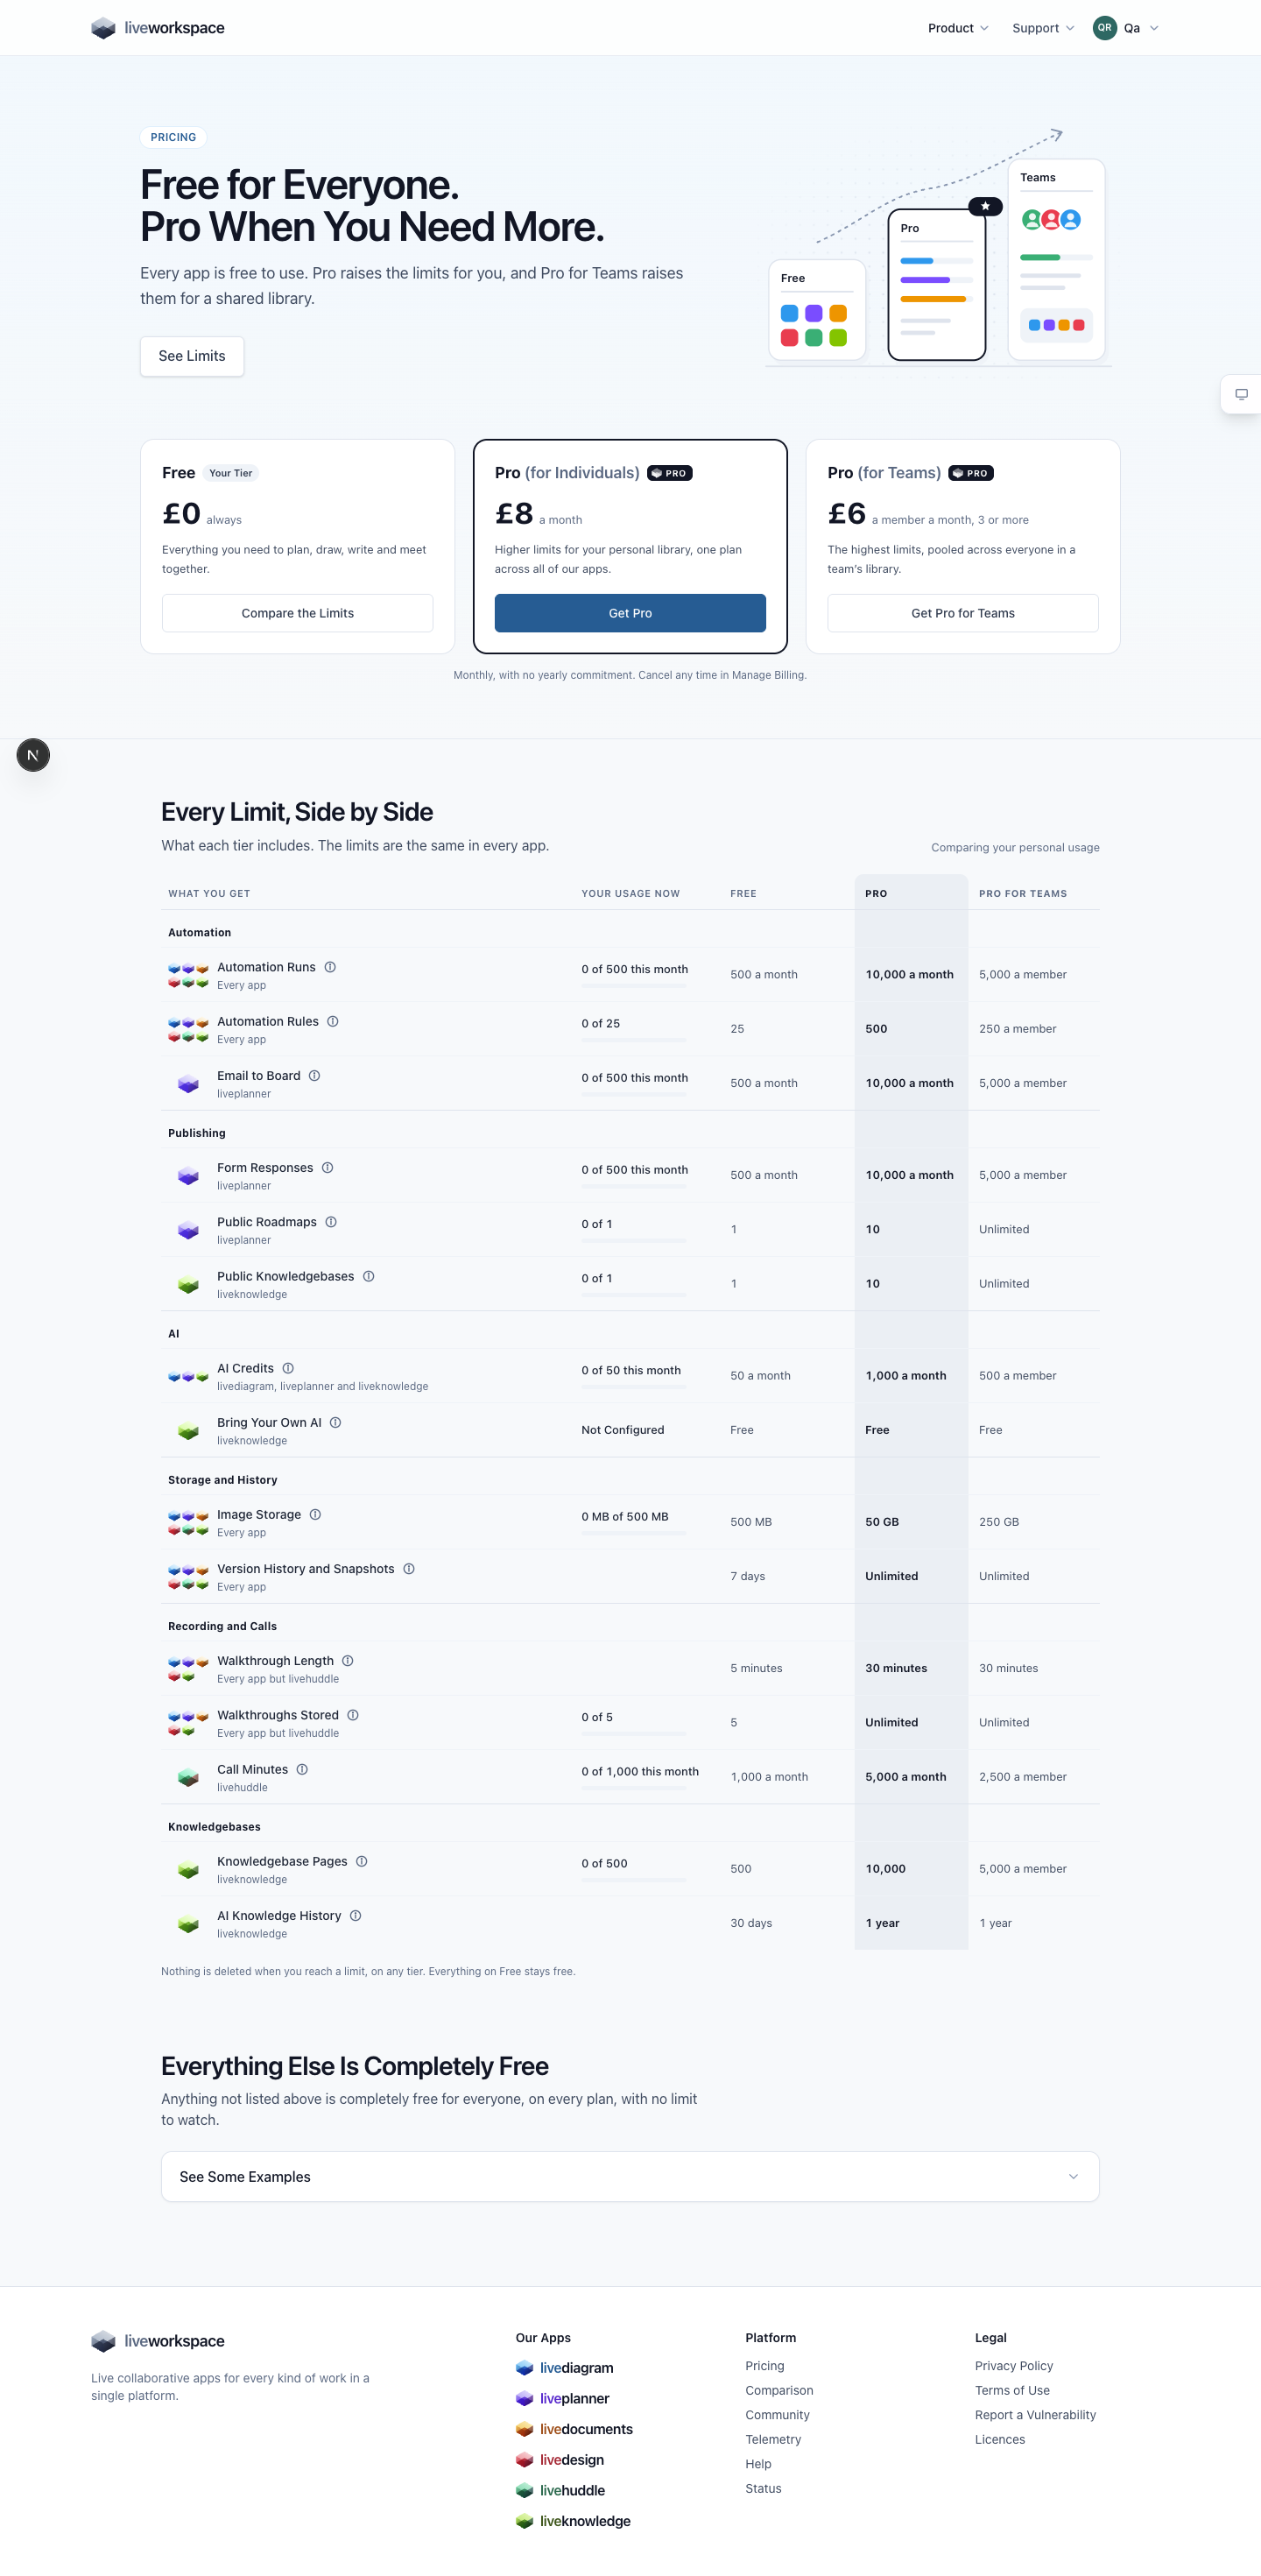 liveworkspace
Product
Support
QR
Qa
PRICING
Free for Everyone.
Pro When You Need More.
Every app is free to use. Pro raises the limits for you, and Pro for Teams raises
them for a shared library.
See Limits
Free
Pro
Teams
Free Your Tier
£0 always
Everything you need to plan, draw, write and meet
together.
Compare the Limits
Pro (for Individuals) PRO
£8 a month
Higher limits for your personal library, one plan
across all of our apps.
Get Pro
Pro (for Teams) PRO
£6 a member a month, 3 or more
The highest limits, pooled across everyone in a
team's library.
Get Pro for Teams
Monthly, with no yearly commitment. Cancel any time in Manage Billing.
N
Every Limit, Side by Side
What each tier includes. The limits are the same in every app.
Comparing your personal usage
WHAT YOU GET YOUR USAGE NOW FREE PRO PRO FOR TEAMS
Automation
Automation Runs
Every app
0 of 500 this month 500 a month 10,000 a month 5,000 a member
Automation Rules
Every app
0 of 25 25 500 250 a member
Email to Board
liveplanner
0 of 500 this month 500 a month 10,000 a month 5,000 a member
Publishing
Form Responses
liveplanner
0 of 500 this month 500 a month 10,000 a month 5,000 a member
Public Roadmaps
liveplanner
0 of 1 1 10 Unlimited
Public Knowledgebases
liveknowledge
0 of 1 1 10 Unlimited
AI
AI Credits
livediagram, liveplanner and liveknowledge
0 of 50 this month 50 a month 1,000 a month 500 a member
Bring Your Own AI
liveknowledge
Not Configured Free Free Free
Storage and History
Image Storage
Every app
0 MB of 500 MB 500 MB 50 GB 250 GB
Version History and Snapshots
Every app
7 days Unlimited Unlimited
Recording and Calls
Walkthrough Length
Every app but livehuddle
5 minutes 30 minutes 30 minutes
Walkthroughs Stored
Every app but livehuddle
0 of 5 5 Unlimited Unlimited
Call Minutes
livehuddle
0 of 1,000 this month 1,000 a month 5,000 a month 2,500 a member
Knowledgebases
Knowledgebase Pages
liveknowledge
0 of 500 500 10,000 5,000 a member
AI Knowledge History
liveknowledge
30 days 1 year 1 year
Nothing is deleted when you reach a limit, on any tier. Everything on Free stays free.
Everything Else Is Completely Free
Anything not listed above is completely free for everyone, on every plan, with no limit
to watch.
See Some Examples
liveworkspace
Live collaborative apps for every kind of work in a
single platform.
Our Apps
livediagram
liveplanner
livedocuments
livedesign
livehuddle
liveknowledge
Platform
Pricing
Comparison
Community
Telemetry
Help
Status
Legal
Privacy Policy
Terms of Use
Report a Vulnerability
Licences